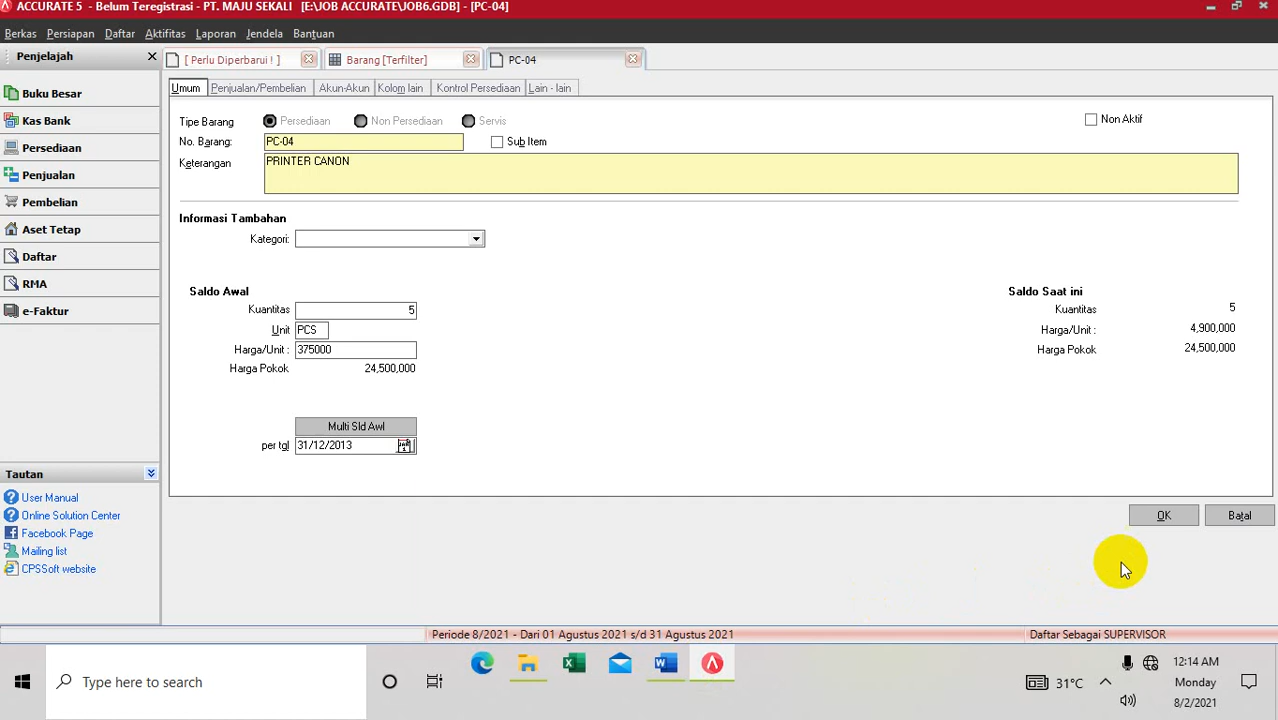 ACCURATE 5 - Belum Teregistrasi - PT. MAJU SEKALI [E:\JOB ACCURATE\JOB6.GDB] - [PC-04]
Berkas Persiapan Daftar Aktifitas Laporan Jendela Bantuan
Penjelajah
[ Perlu Diperbarui ! ] Barang [Terfilter] PC-04
Umum Penjualan/Pembelian Akun-Akun Kolom lain Kontrol Persediaan Lain - lain
Buku Besar
Kas Bank
Persediaan
Penjualan
Pembelian
Aset Tetap
Daftar
RMA
e-Faktur
Tipe Barang Persediaan Non Persediaan Servis Non Aktif
No. Barang: PC-04 Sub Item
Keterangan PRINTER CANON
Informasi Tambahan
Kategori:
Saldo Awal
Kuantitas 5
Unit PCS
Harga/Unit : 375000
Harga Pokok 24,500,000
Multi Sld Awl
per tgl 31/12/2013
Saldo Saat ini
Kuantitas 5
Harga/Unit : 4,900,000
Harga Pokok 24,500,000
OK Batal
Tautan
User Manual
Online Solution Center
Facebook Page
Mailing list
CPSSoft website
Periode 8/2021 - Dari 01 Agustus 2021 s/d 31 Agustus 2021 Daftar Sebagai SUPERVISOR
Type here to search
31°C
12:14 AM
Monday
8/2/2021